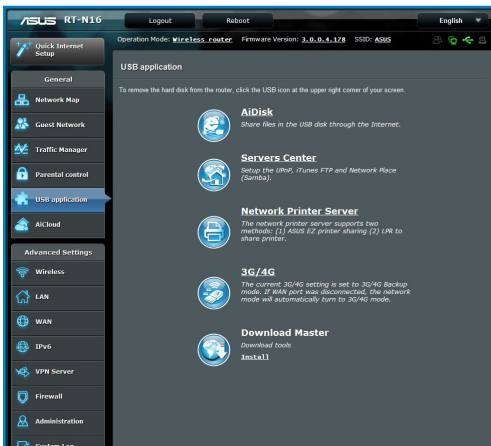 ASUS RT-N16 Logout Reboot English
Quick Internet Setup
Operation Mode: Wireless router Firmware Version: 3.0.0.4.178 SSID: ASUS
General
Network Map
Guest Network
Traffic Manager
Parental control
USB application
AiCloud
Advanced Settings
Wireless
LAN
WAN
IPv6
VPN Server
Firewall
Administration
System Log
USB application
To remove the hard disk from the router, click the USB icon at the upper right corner of your screen.
AiDisk
Share files in the USB disk through the Internet.
Servers Center
Setup the UPnP, iTunes FTP and Network Place
(Samba).
Network Printer Server
The network printer server supports two
methods: (1) ASUS EZ printer sharing (2) LPR to
share printer.
3G/4G
The current 3G/4G setting is set to 3G/4G Backup
mode. If WAN port was disconnected, the network
mode will automatically turn to 3G/4G mode.
Download Master
Download tools
Install